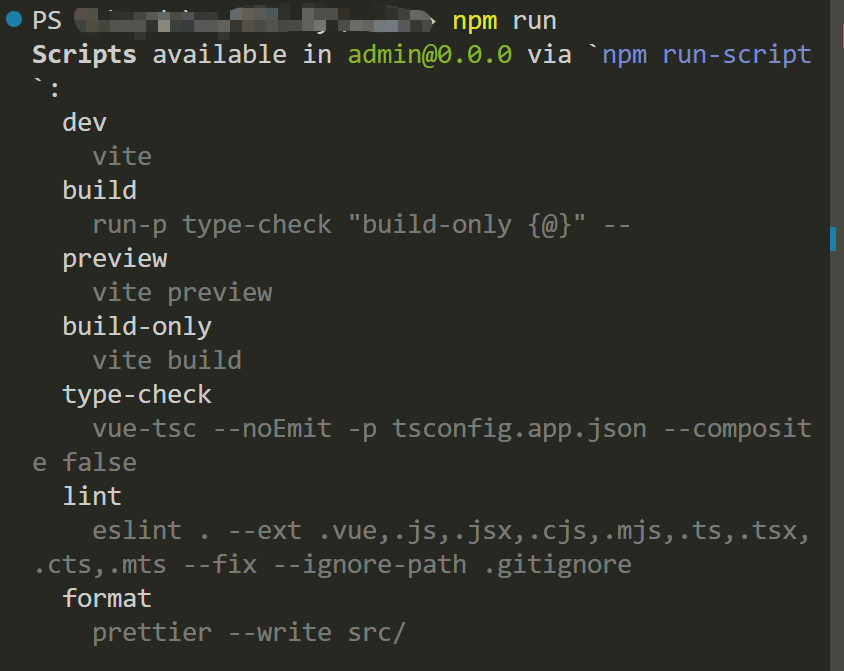 PS npm run
Scripts available in admin@0.0.0 via `npm run-script
`:
dev
vite
build
run-p type-check "build-only {@}" --
preview
vite preview
build-only
vite build
type-check
vue-tsc --noEmit -p tsconfig.app.json --composit
e false
lint
eslint . --ext .vue,.js,.jsx,.cjs,.mjs,.ts,.tsx,
.cts,.mts --fix --ignore-path .gitignore
format
prettier --write src/